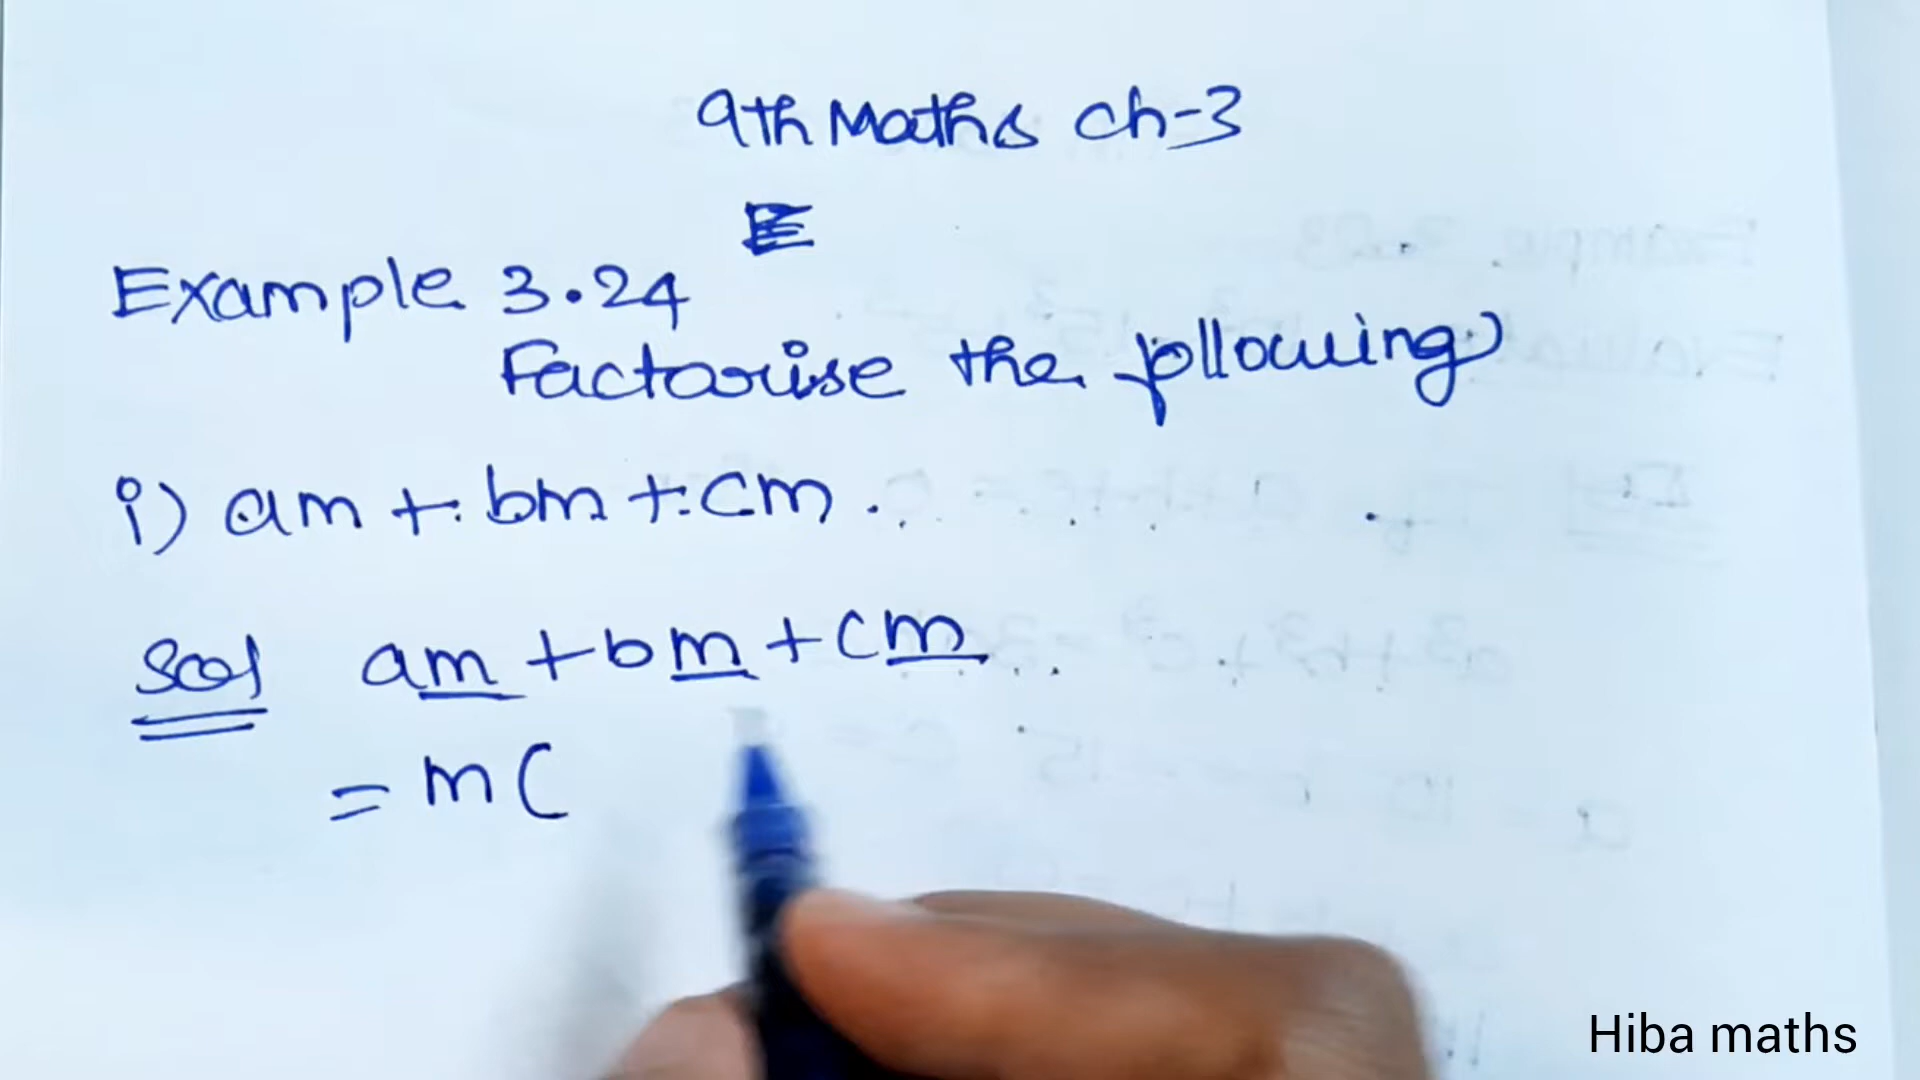 9th Maths Ch-3
Example 3.24
Factorise the following
i) am + bm + cm.
Sol am + bm + cm
= m (
Hiba maths